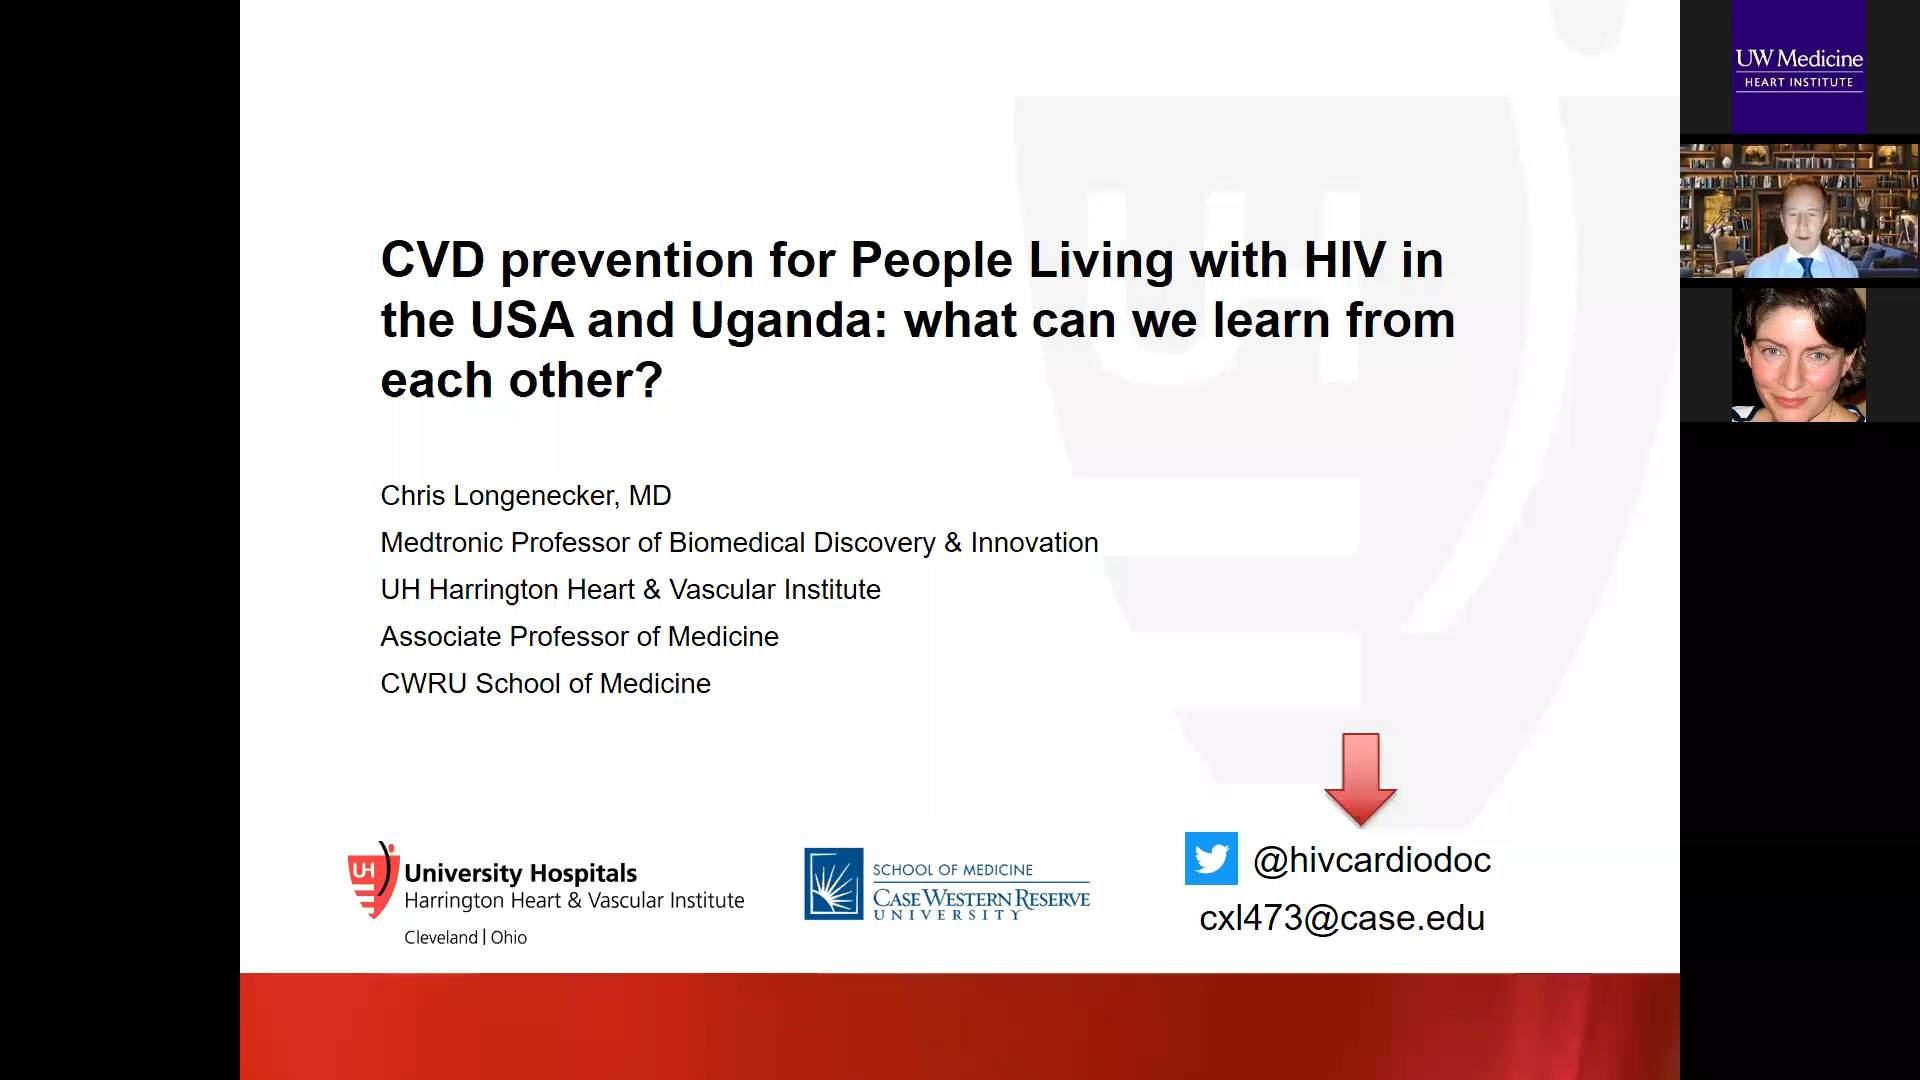 CVD prevention for People Living with HIV in
the USA and Uganda: what can we learn from
each other?
Chris Longenecker, MD
Medtronic Professor of Biomedical Discovery & Innovation
UH Harrington Heart & Vascular Institute
Associate Professor of Medicine
CWRU School of Medicine
UH
University Hospitals
Harrington Heart & Vascular Institute
Cleveland | Ohio
SCHOOL OF MEDICINE
CASE WESTERN RESERVE
UNIVERSITY
@hivcardiodoc
cxl473@case.edu
UH
UW Medicine
HEART INSTITUTE